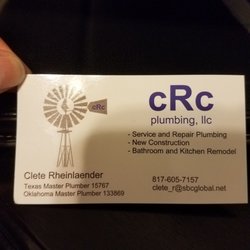 cRc
cRc
plumbing, llc
- Service and Repair Plumbing
- New Construction
- Bathroom and Kitchen Remodel
Clete Rheinlaender
Texas Master Plumber 15767
Oklahoma Master Plumber 133869
817-605-7157
clete_r@sbcglobal.net